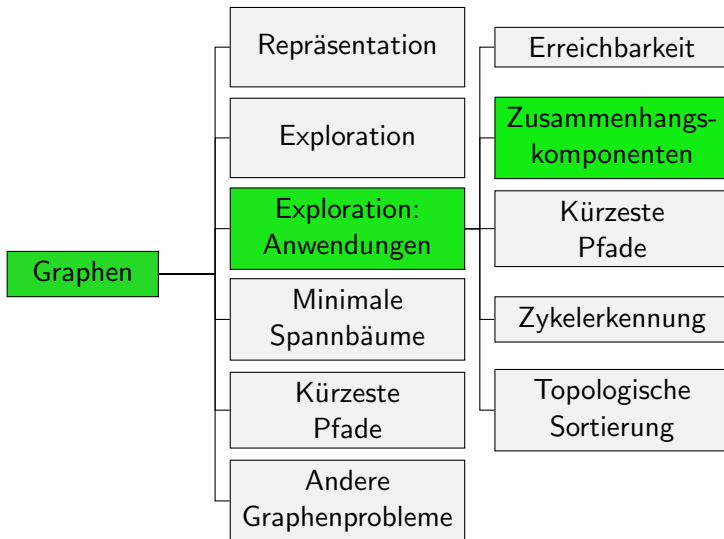 Graphen
Repräsentation
Exploration
Exploration:
Anwendungen
Minimale
Spannbäume
Kürzeste
Pfade
Andere
Graphenprobleme
Erreichbarkeit
Zusammenhangs-
komponenten
Kürzeste
Pfade
Zykelerkennung
Topologische
Sortierung